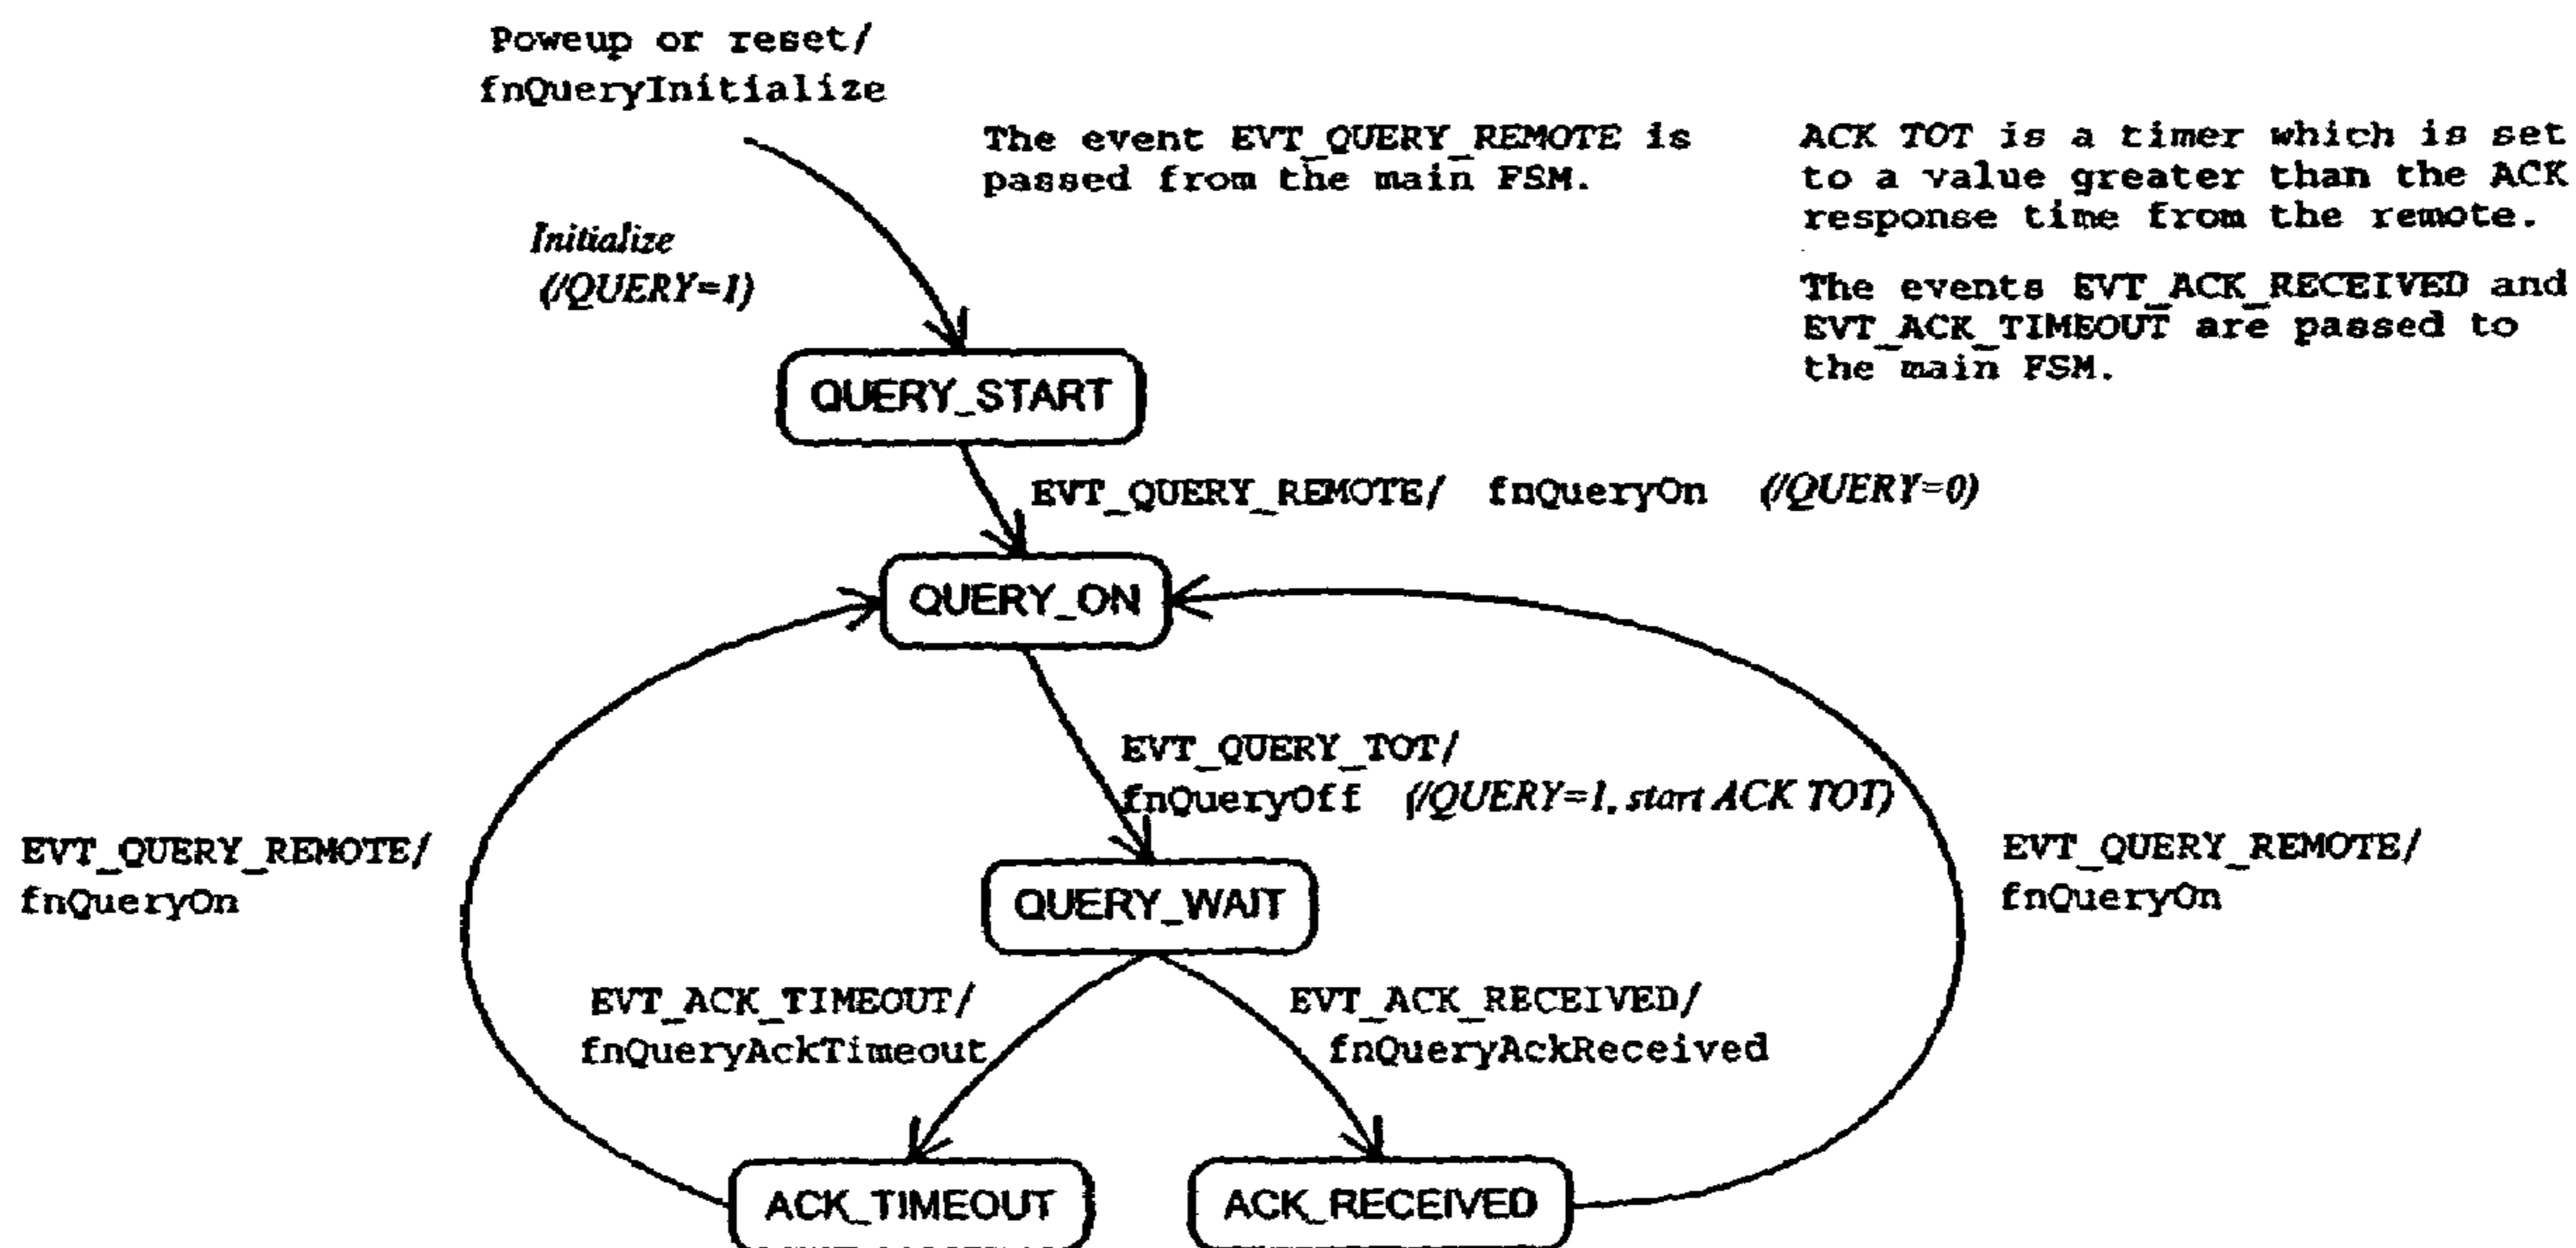 Poweup or reset/
fnQueryInitialize
The event EVT_QUERY_REMOTE is
passed from the main FSM.
ACK TOT is a timer which is set
to a value greater than the ACK
response time from the remote.
The events EVT_ACK_RECEIVED and
EVT_ACK_TIMEOUT are passed to
the main FSM.
Initialize
(/QUERY=1)
QUERY_START
EVT_QUERY_REMOTE/ fnQueryOn (/QUERY=0)
QUERY_ON
EVT_QUERY_TOT/
fnQueryOff (/QUERY=1, start ACK TOT)
EVT_QUERY_REMOTE/
fnQueryOn
QUERY_WAIT
EVT_QUERY_REMOTE/
fnQueryOn
EVT_ACK_TIMEOUT/
fnQueryAckTimeout
EVT_ACK_RECEIVED/
fnQueryAckReceived
ACK_TIMEOUT
ACK_RECEIVED